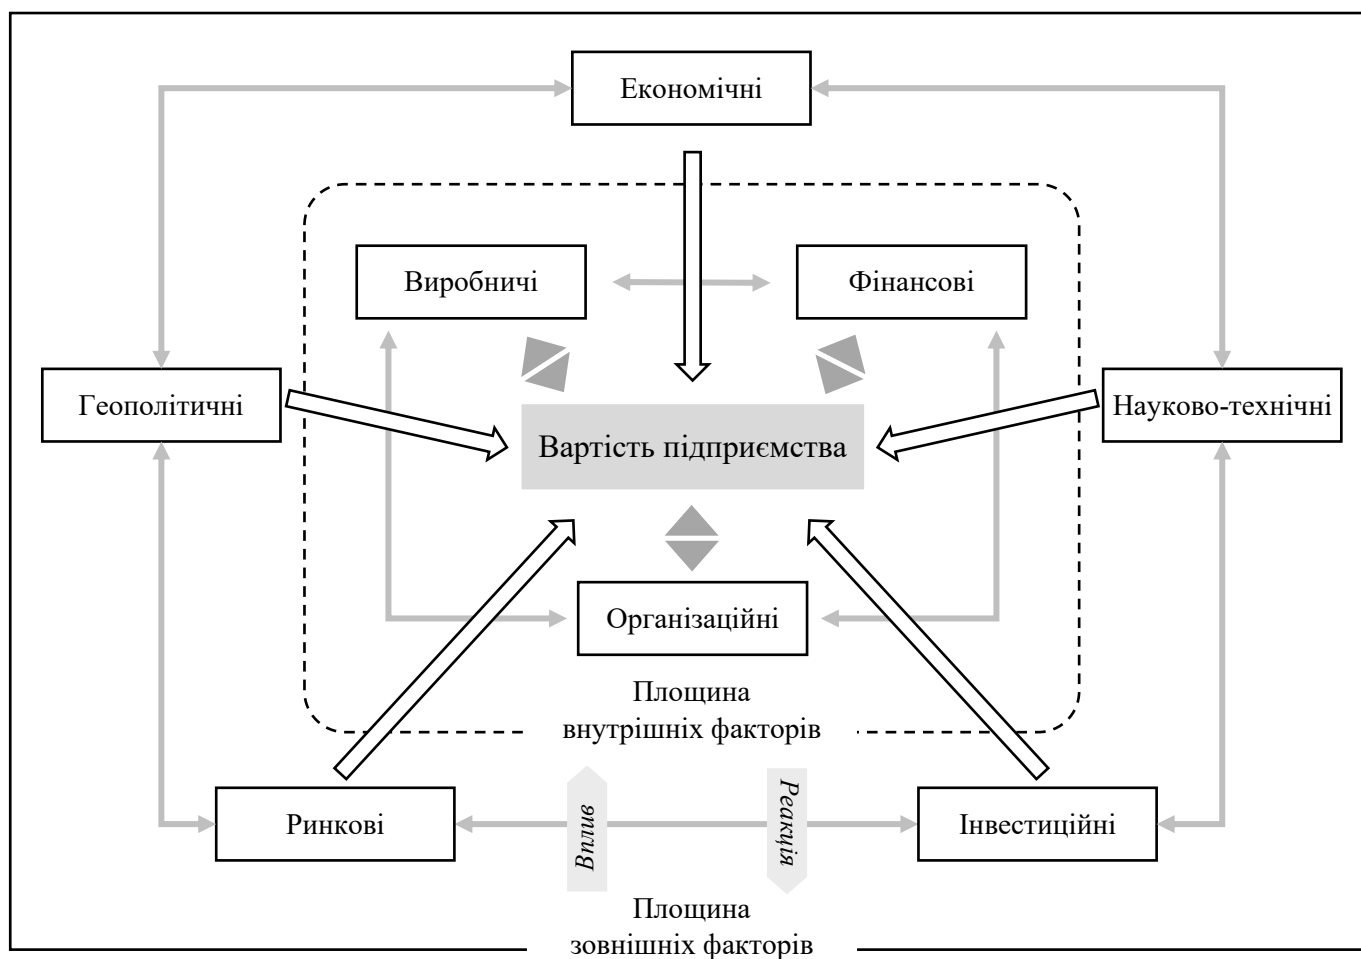 Економічні
Виробничі
Фінансові
Геополітичні
Науково-технічні
Вартість підприємства
Організаційні
Площина
внутрішніх факторів
Вплив
Реакція
Ринкові
Інвестиційні
Площина
зовнішніх факторів